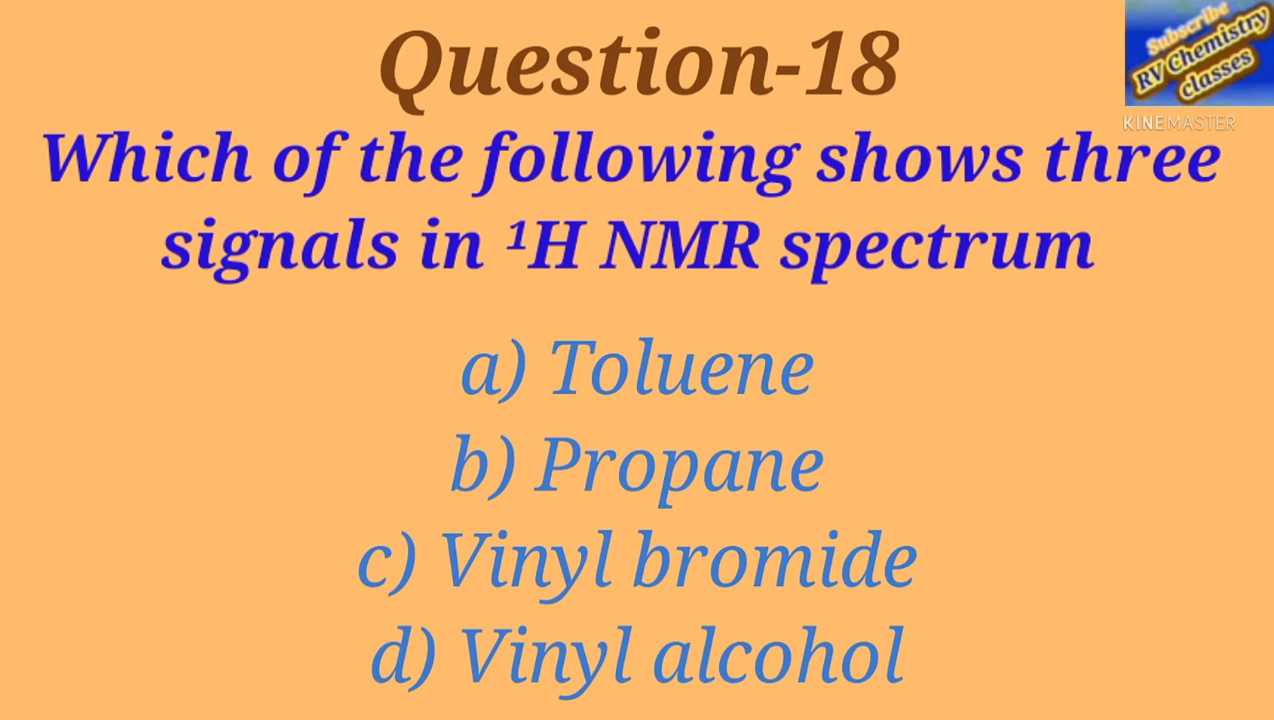 Question-18
Subscribe
RV Chemistry
classes
KINEMASTER
Which of the following shows three
signals in ¹H NMR spectrum
a) Toluene
b) Propane
c) Vinyl bromide
d) Vinyl alcohol